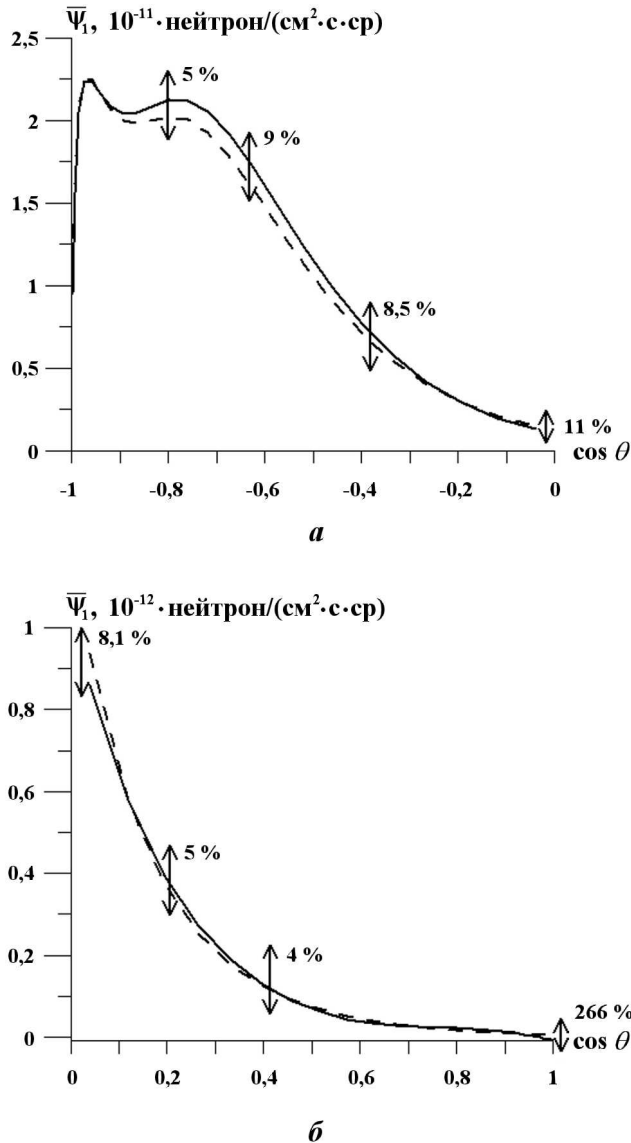 Ψ̅₁, 10⁻¹¹·нейтрон/(см²·с·ср)
2,5
5 %
2
9 %
1,5
1
8,5 %
0,5
11 %
0
cos θ
-1 -0,8 -0,6 -0,4 -0,2 0
а
Ψ̅₁, 10⁻¹²·нейтрон/(см²·с·ср)
1
8,1 %
0,8
0,6
5 %
0,4
0,2
4 %
266 %
0
cos θ
0 0,2 0,4 0,6 0,8 1
б